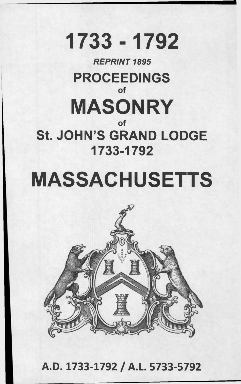 1733 - 1792
REPRINT 1895
PROCEEDINGS
of
MASONRY
of
St. JOHN'S GRAND LODGE
1733-1792
MASSACHUSETTS
A.D. 1733-1792 / A.L. 5733-5792